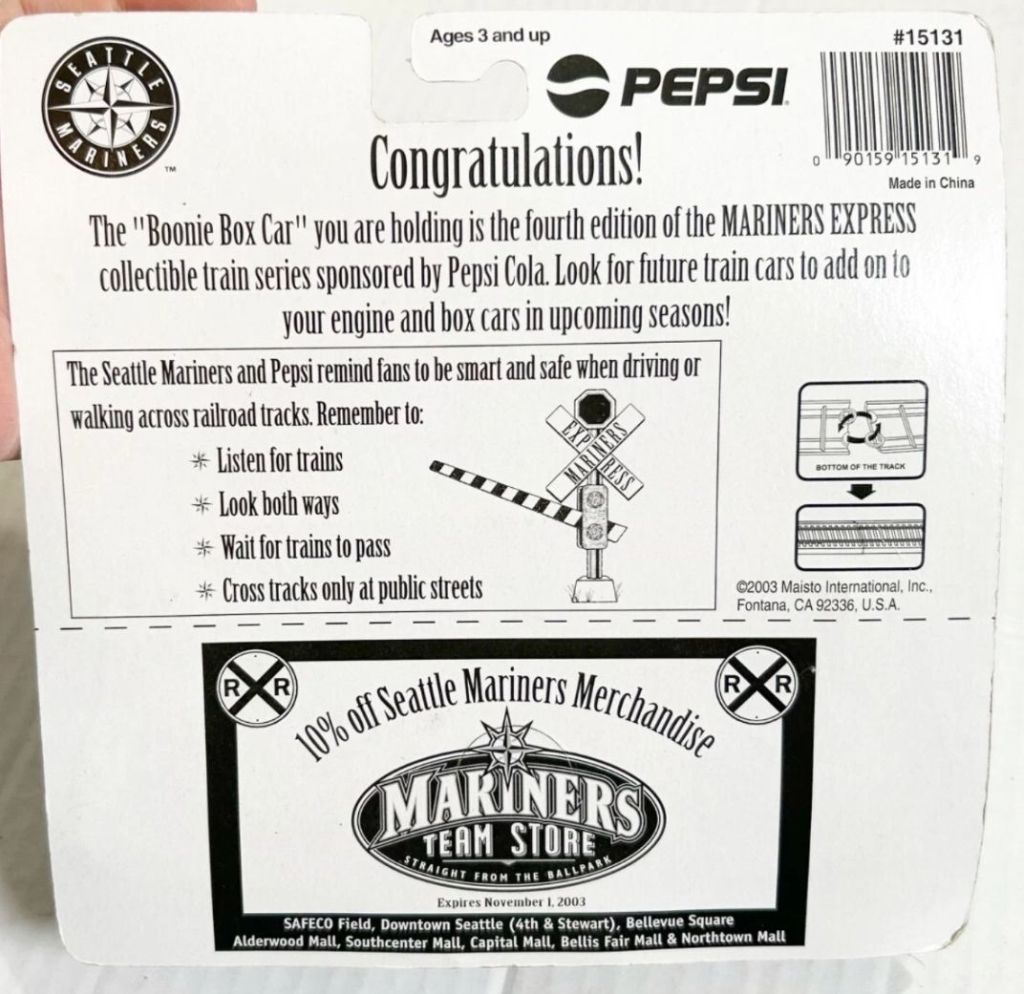 Ages 3 and up
#15131
SEATTLE MARINERS
TM
PEPSI
0 90159 15131 9
Made in China
Congratulations!
The "Boonie Box Car" you are holding is the fourth edition of the MARINERS EXPRESS
collectible train series sponsored by Pepsi Cola. Look for future train cars to add on to
your engine and box cars in upcoming seasons!
The Seattle Mariners and Pepsi remind fans to be smart and safe when driving or
walking across railroad tracks. Remember to:
Listen for trains
Look both ways
Wait for trains to pass
Cross tracks only at public streets
EXPRESS
MARINERS
BOTTOM OF THE TRACK
©2003 Maisto International, Inc.,
Fontana, CA 92336, U.S.A.
R R
R R
10% off Seattle Mariners Merchandise
MARINERS
TEAM STORE
STRAIGHT FROM THE BALLPARK
Expires November 1, 2003
SAFECO Field, Downtown Seattle (4th & Stewart), Bellevue Square
Alderwood Mall, Southcenter Mall, Capital Mall, Bellis Fair Mall & Northtown Mall